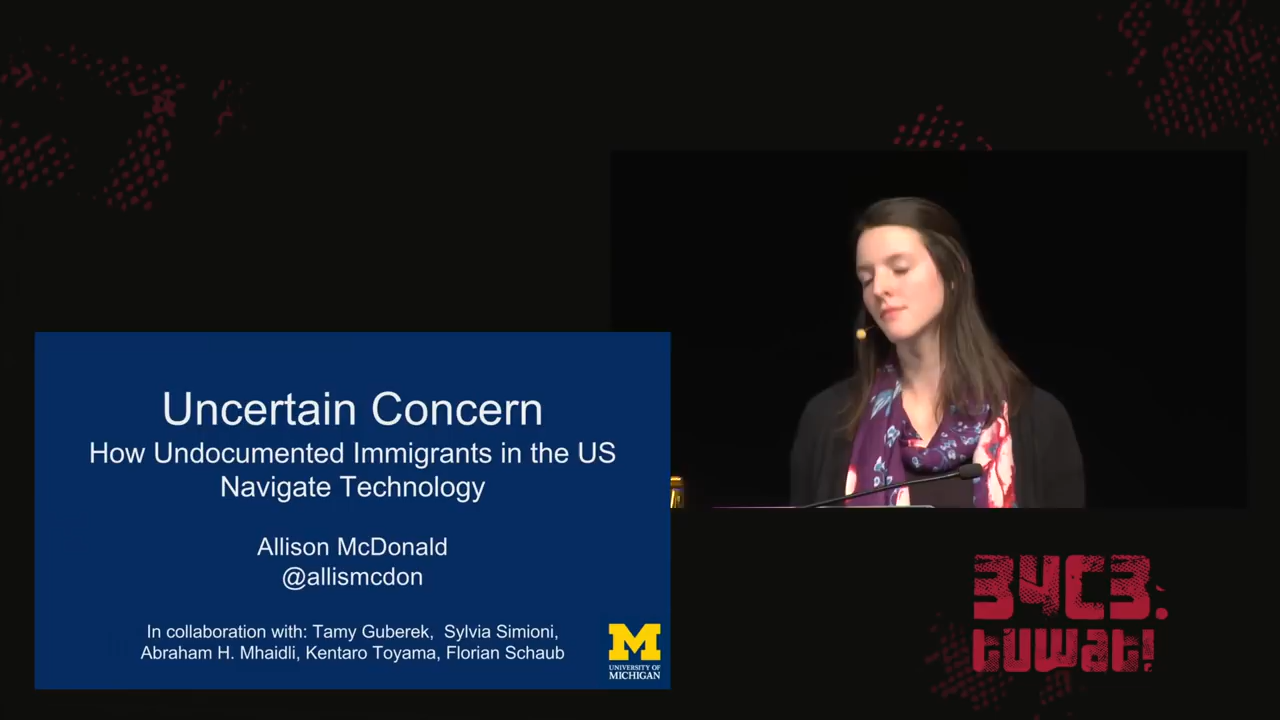 Uncertain Concern
How Undocumented Immigrants in the US
Navigate Technology
Allison McDonald
@allismcdon
In collaboration with: Tamy Guberek, Sylvia Simioni,
Abraham H. Mhaidli, Kentaro Toyama, Florian Schaub
M
UNIVERSITY OF
MICHIGAN
34C3.
tuwat!